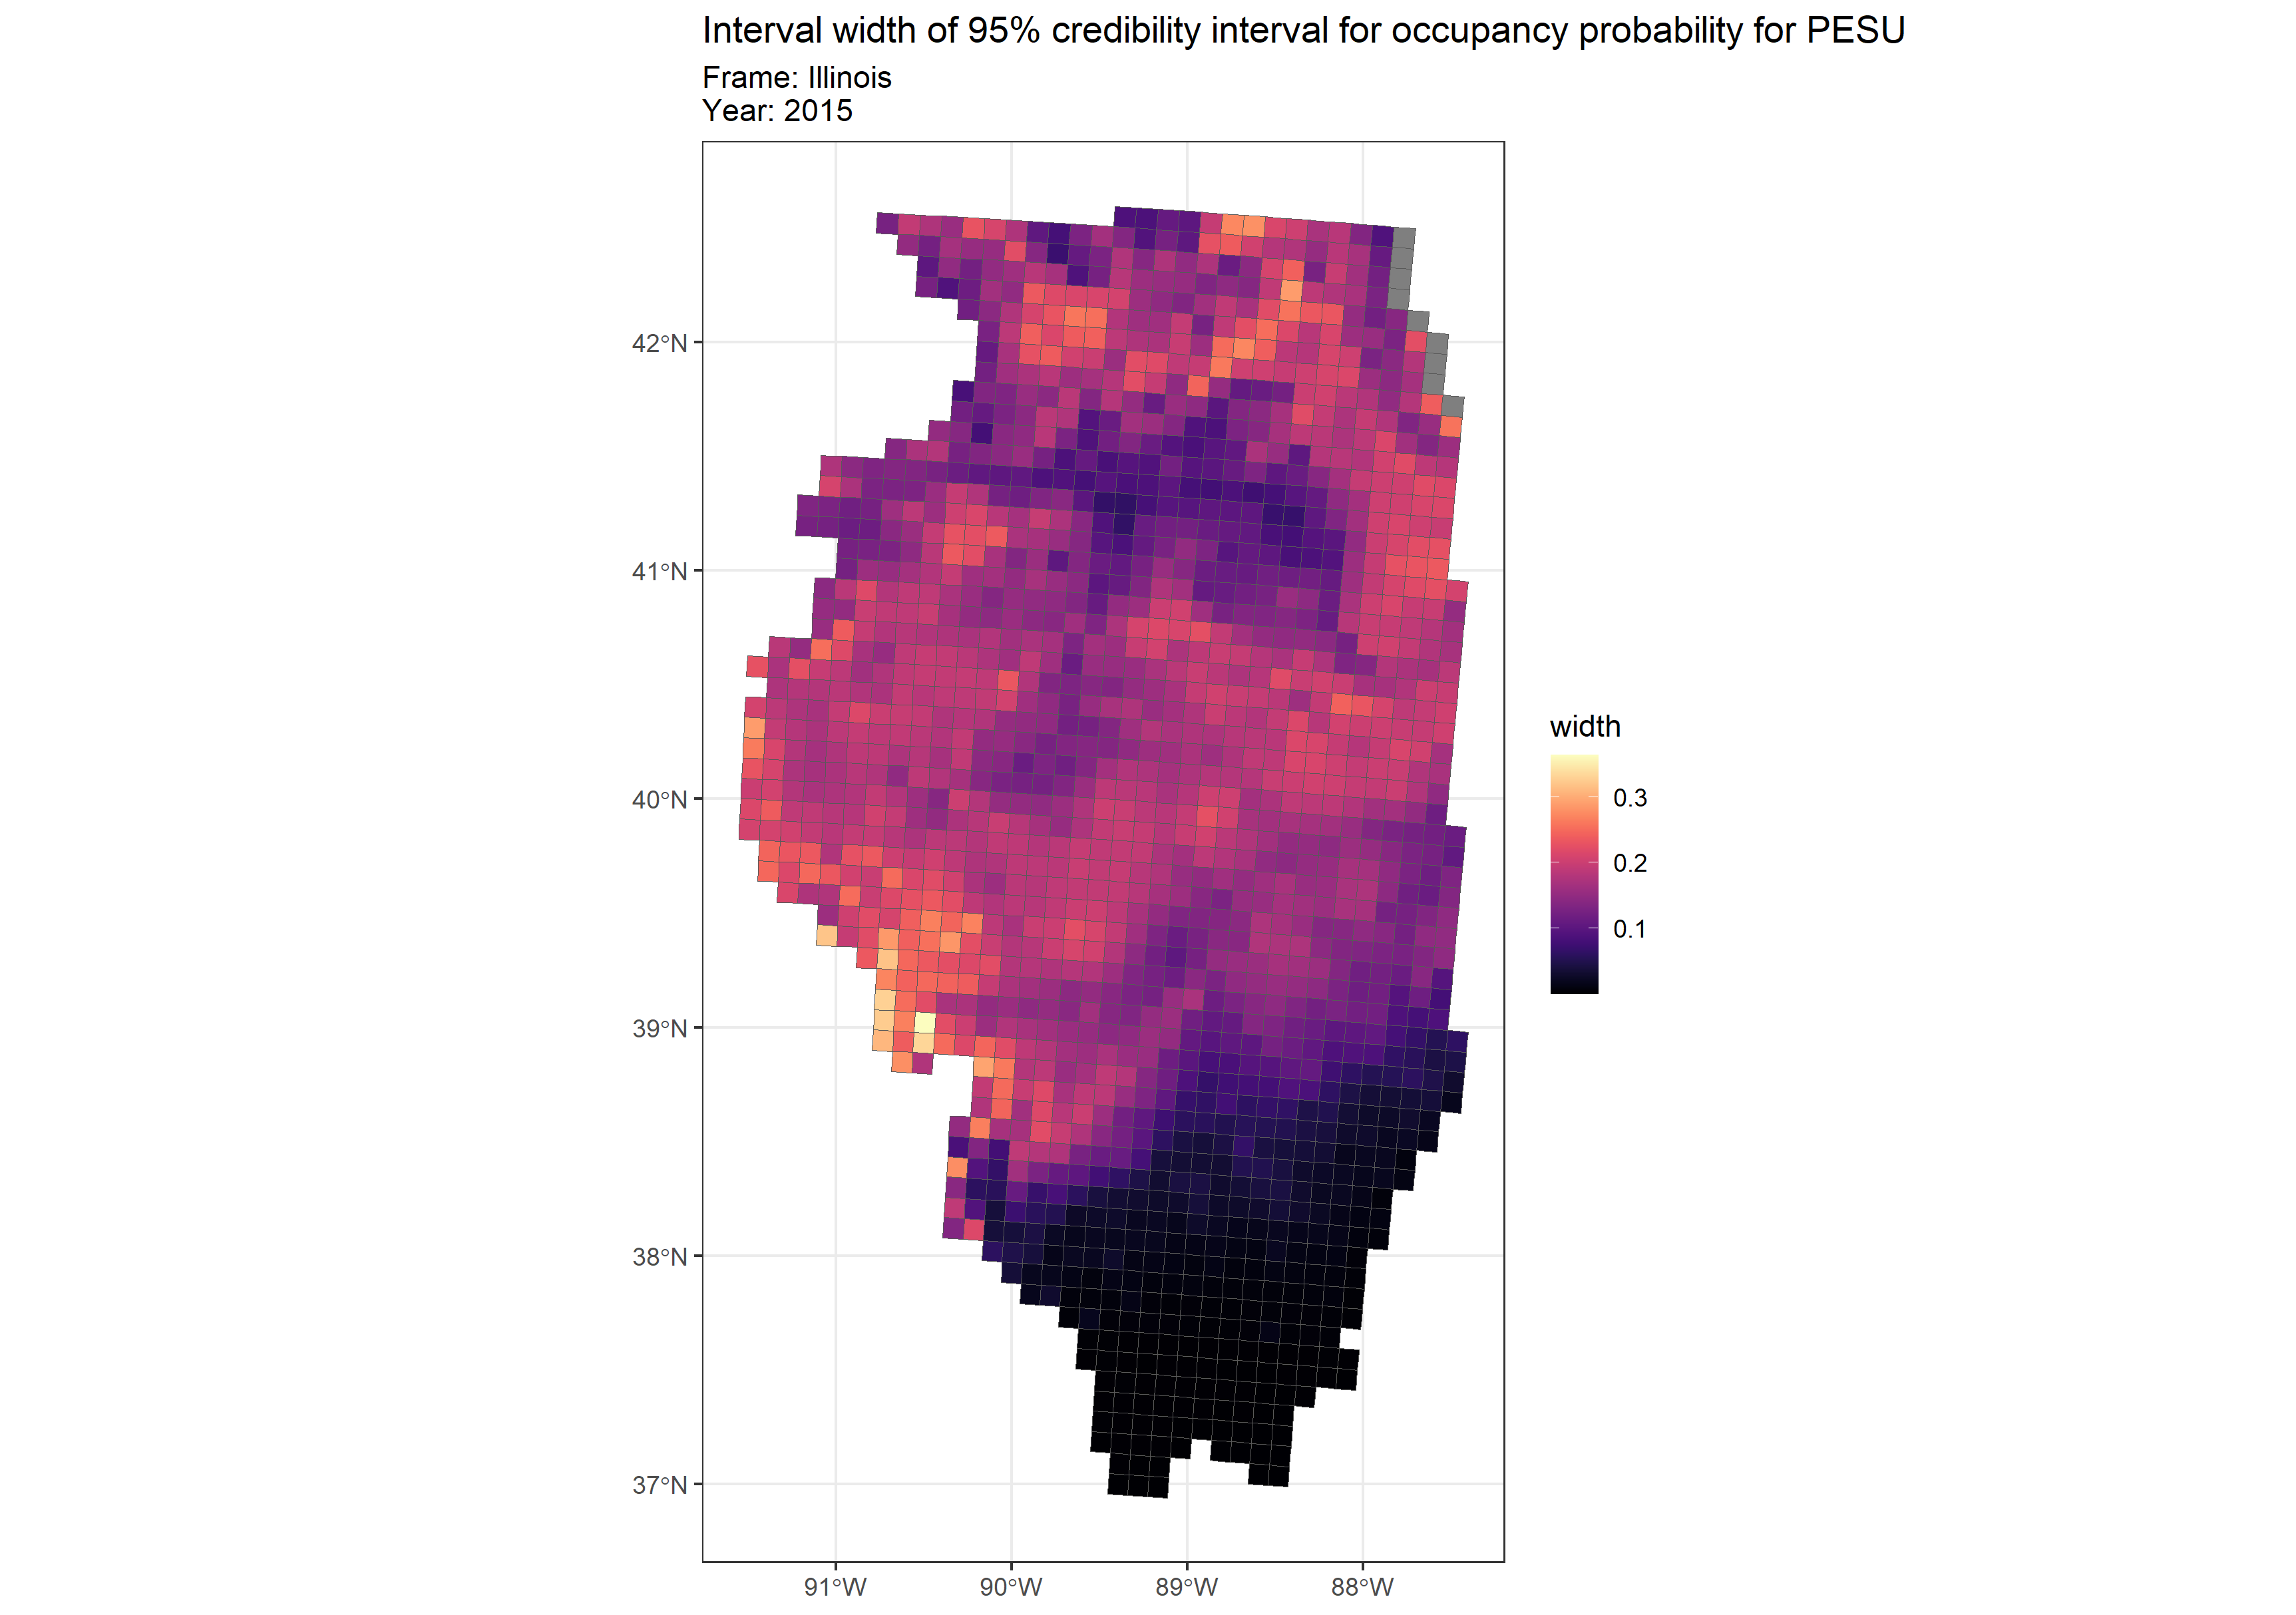 Interval width of 95% credibility interval for occupancy probability for PESU
Frame: Illinois
Year: 2015
42°N
41°N
40°N
39°N
38°N
37°N
91°W
90°W
89°W
88°W
width
0.3
0.2
0.1